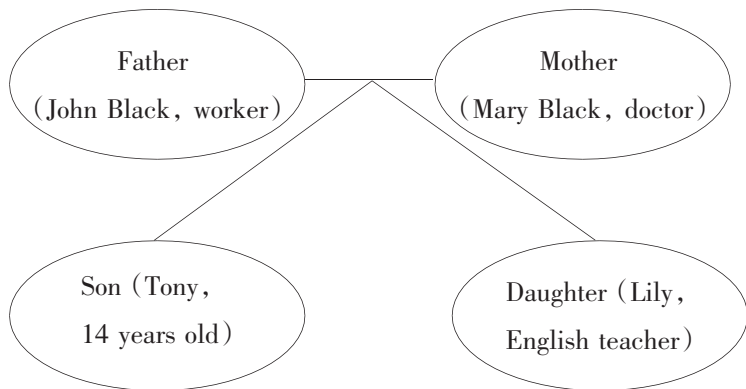 Father
(John Black, worker)
Mother
(Mary Black, doctor)
Son (Tony,
14 years old)
Daughter (Lily,
English teacher)